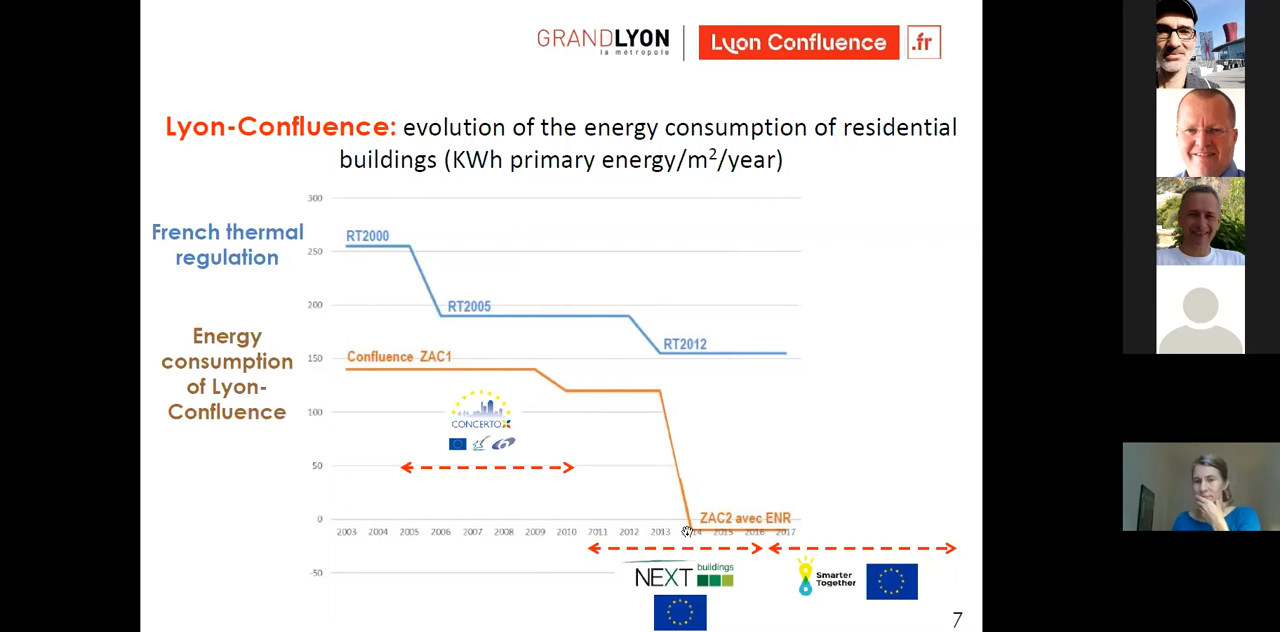 GRANDLYON
la métropole
Lyon Confluence
.fr
Lyon-Confluence: evolution of the energy consumption of residential
buildings (KWh primary energy/m²/year)
French thermal
regulation
Energy
consumption
of Lyon-
Confluence
300
250
200
150
100
50
0
-50
RT2000
RT2005
RT2012
Confluence ZAC1
CONCERTO
ZAC2 avec ENR
2003 2004 2005 2006 2007 2008 2009 2010 2011 2012 2013 14 2015 2016 2017
NEXT buildings
Smarter
Together
7